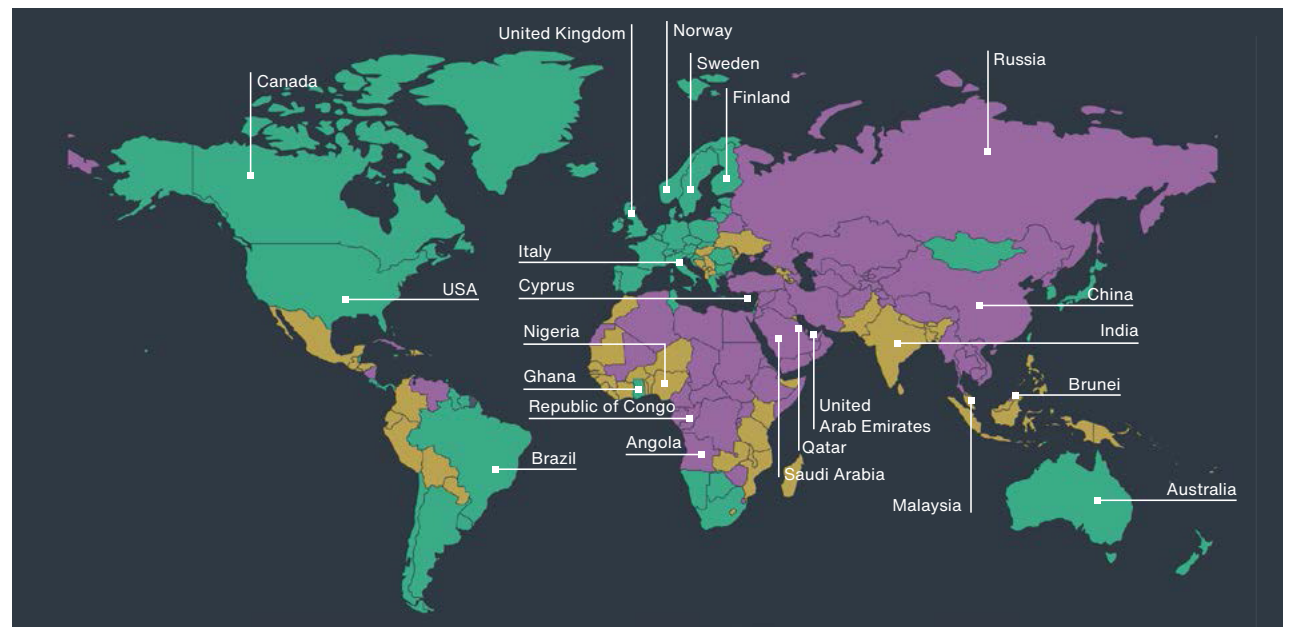 United Kingdom
Norway
Sweden
Finland
Russia
Canada
Italy
USA
Cyprus
China
Nigeria
India
Ghana
Brunei
Republic of Congo
United
Arab Emirates
Angola
Qatar
Brazil
Saudi Arabia
Malaysia
Australia